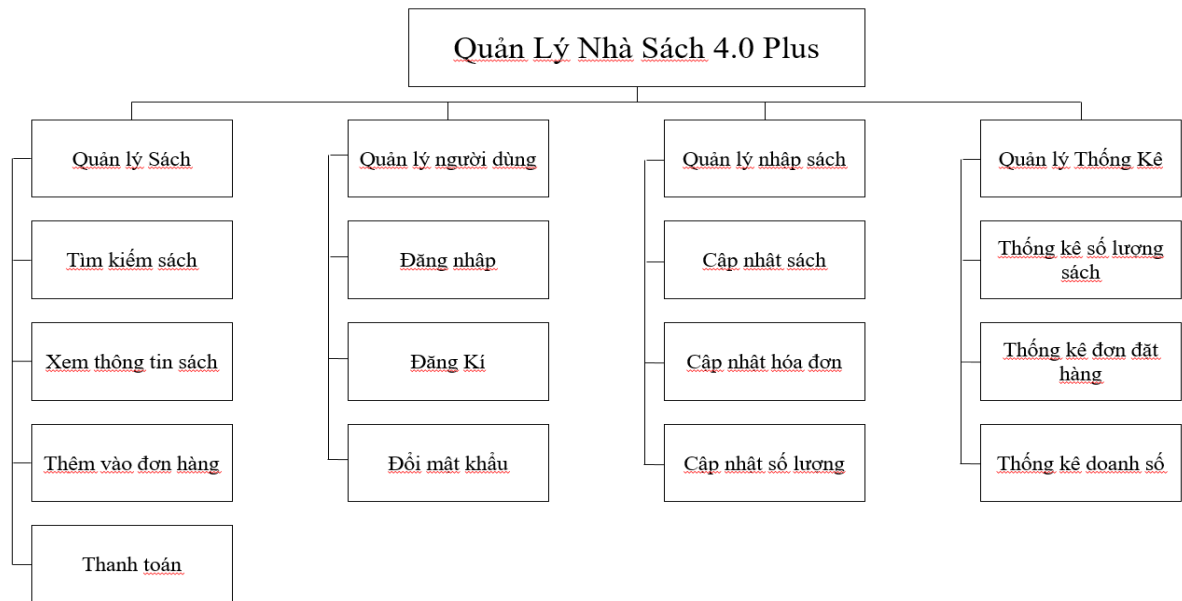 Quản Lý Nhà Sách 4.0 Plus
Quản lý Sách
Tìm kiếm sách
Xem thông tin sách
Thêm vào đơn hàng
Thanh toán
Quản lý người dùng
Đăng nhập
Đăng Kí
Đổi mật khẩu
Quản lý nhập sách
Cập nhật sách
Cập nhật hóa đơn
Cập nhật số lượng
Quản lý Thống Kê
Thống kê số lượng
sách
Thống kê đơn đặt
hàng
Thống kê doanh số